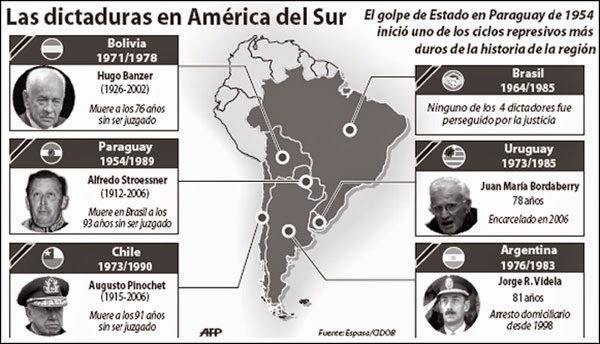 Las dictaduras en América del Sur
El golpe de Estado en Paraguay de 1954
inició uno de los ciclos represivos más
duros de la historia de la región
Bolivia
1971/1978
Hugo Banzer
(1926-2002)
Muere a los 76 años
sin ser juzgado
Paraguay
1954/1989
Alfredo Stroessner
(1912-2006)
Muere en Brasil a los
93 años sin ser juzgado
Chile
1973/1990
Augusto Pinochet
(1915-2006)
Muere a los 91 años
sin ser juzgado
Brasil
1964/1985
Ninguno de los 4 dictadores fue
perseguido por la justicia
Uruguay
1973/1985
Juan María Bordaberry
78 años
Encarcelado en 2006
Argentina
1976/1983
Jorge R. Videla
81 años
Arresto domiciliario
desde 1998
AFP
Fuente: Espasa/CIDOB